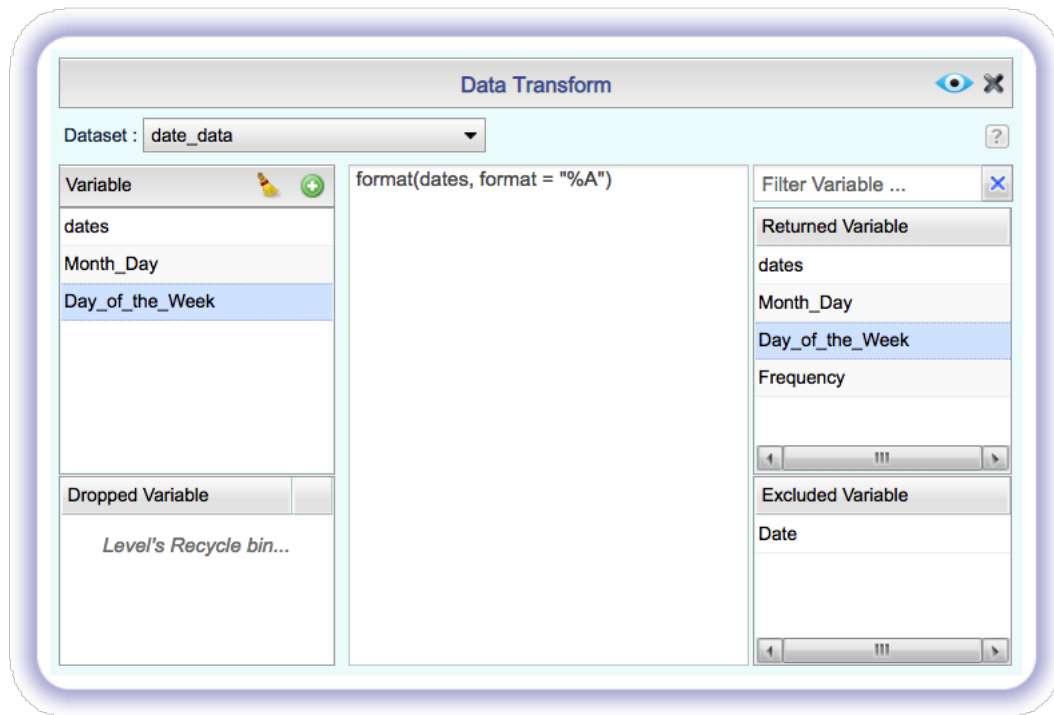 Data Transform
Dataset : date_data
?
Variable
dates
Month_Day
Day_of_the_Week
Dropped Variable
Level's Recycle bin...
format(dates, format = "%A")
Filter Variable ...
Returned Variable
dates
Month_Day
Day_of_the_Week
Frequency
Excluded Variable
Date